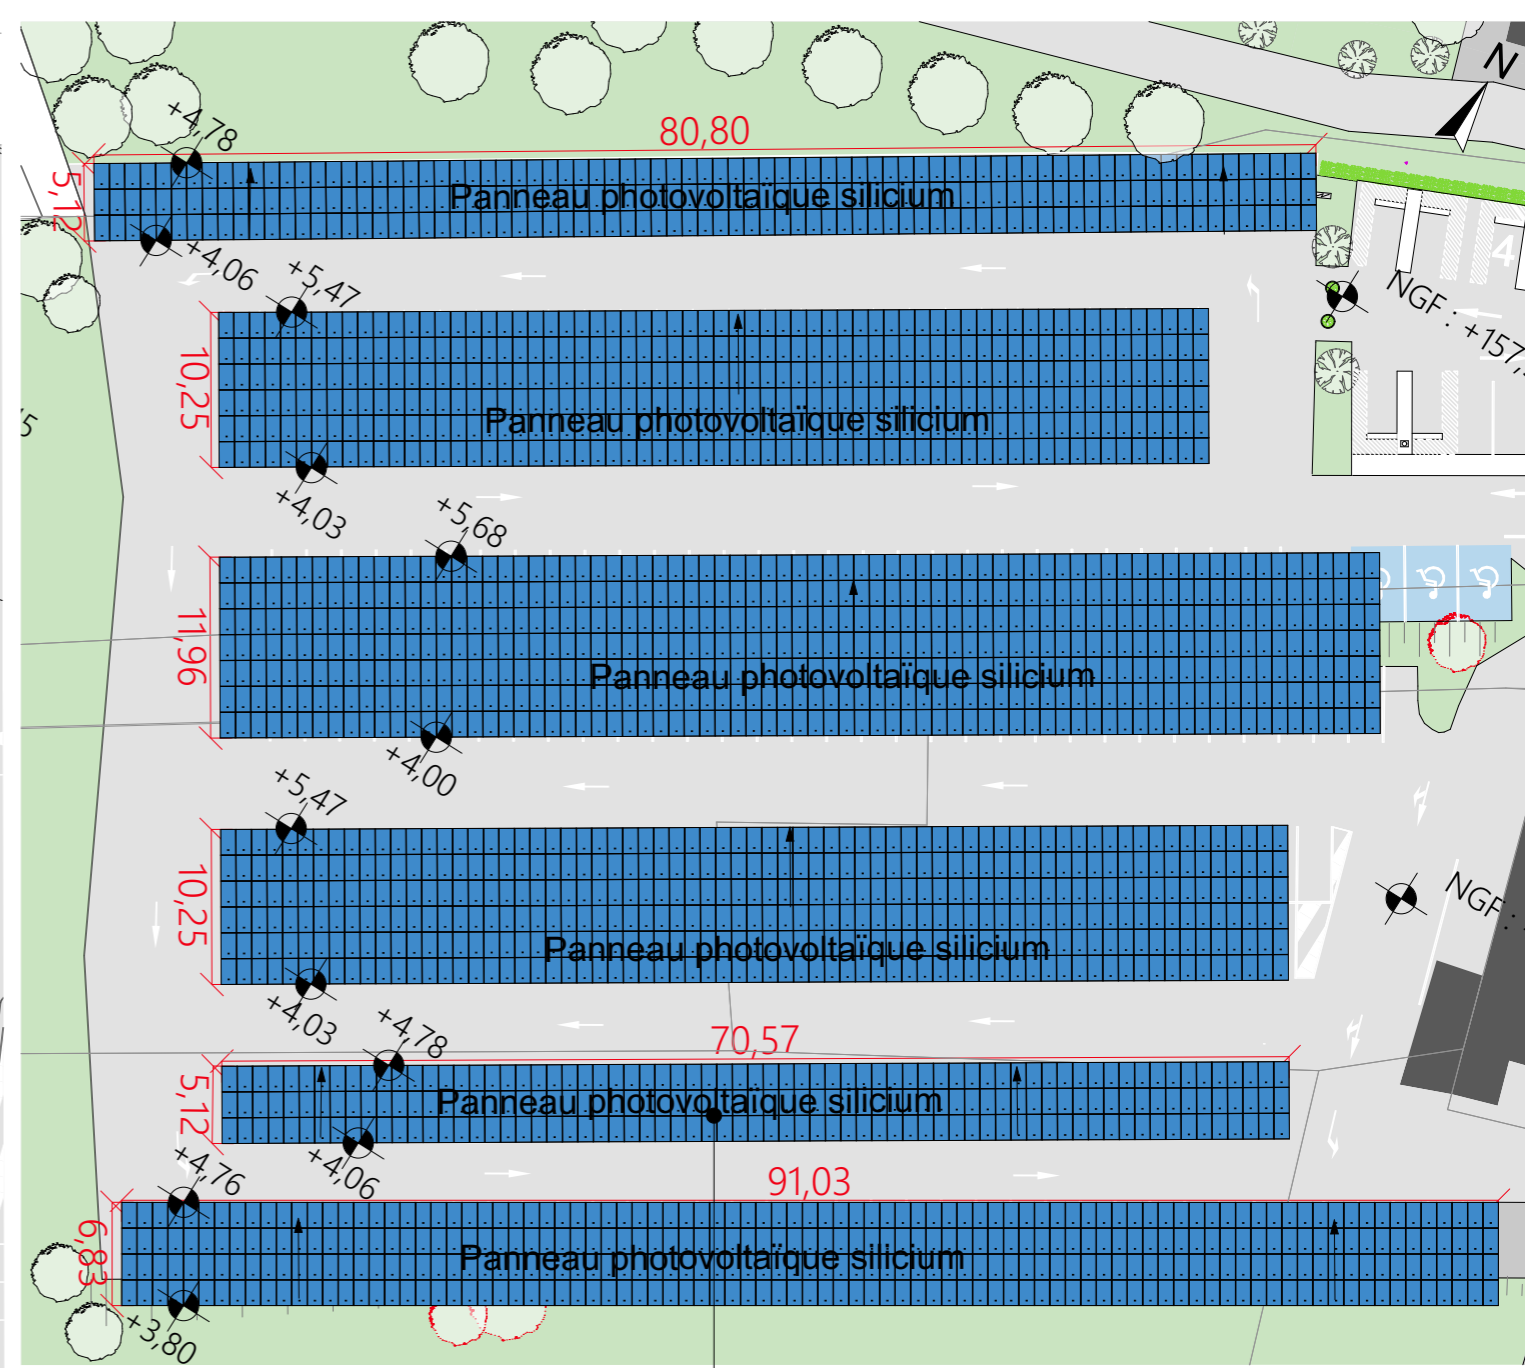 N
+4,78
80,80
5,12
Panneau photovoltaïque silicium
+4,06
+5,47
4
NGF : +157,
10,25
Panneau photovoltaïque silicium
+4,03
+5,68
11,96
Panneau photovoltaïque silicium
+4,00
+5,47
10,25
NGF :
Panneau photovoltaïque silicium
+4,03
+4,78
70,57
5,12
Panneau photovoltaïque silicium
+4,06
+4,76
91,03
6,83
Panneau photovoltaïque silicium
+3,80